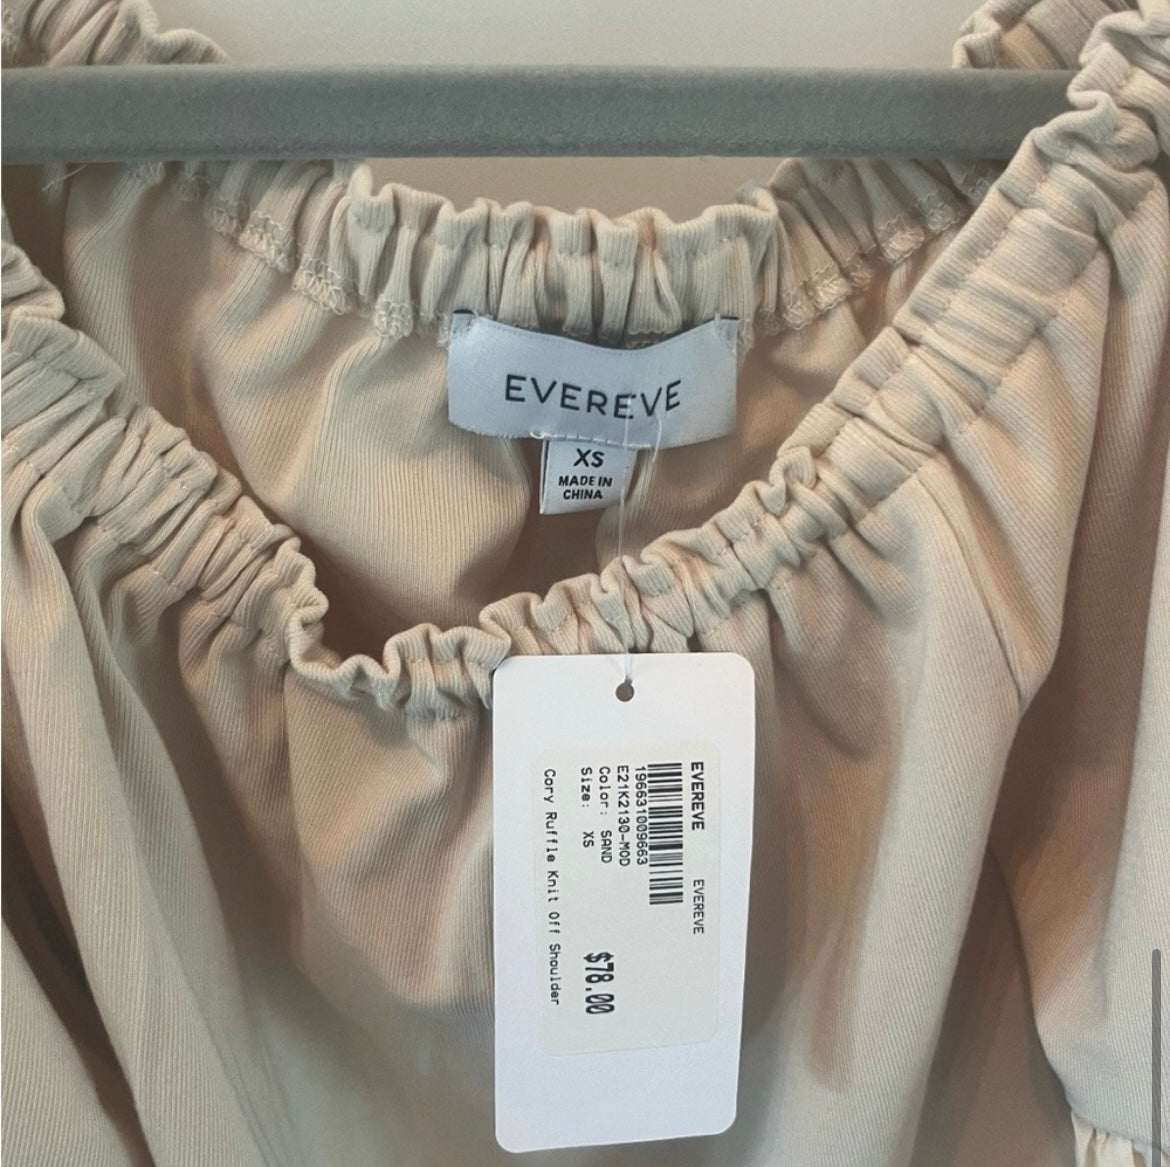 EVEREVE
XS
MADE IN
CHINA
EVEREVE EVEREVE
196631009663
E21K2130-MOD
Color: SAND
Size: XS
$78.00
Cory Ruffle Knit Off Shoulder